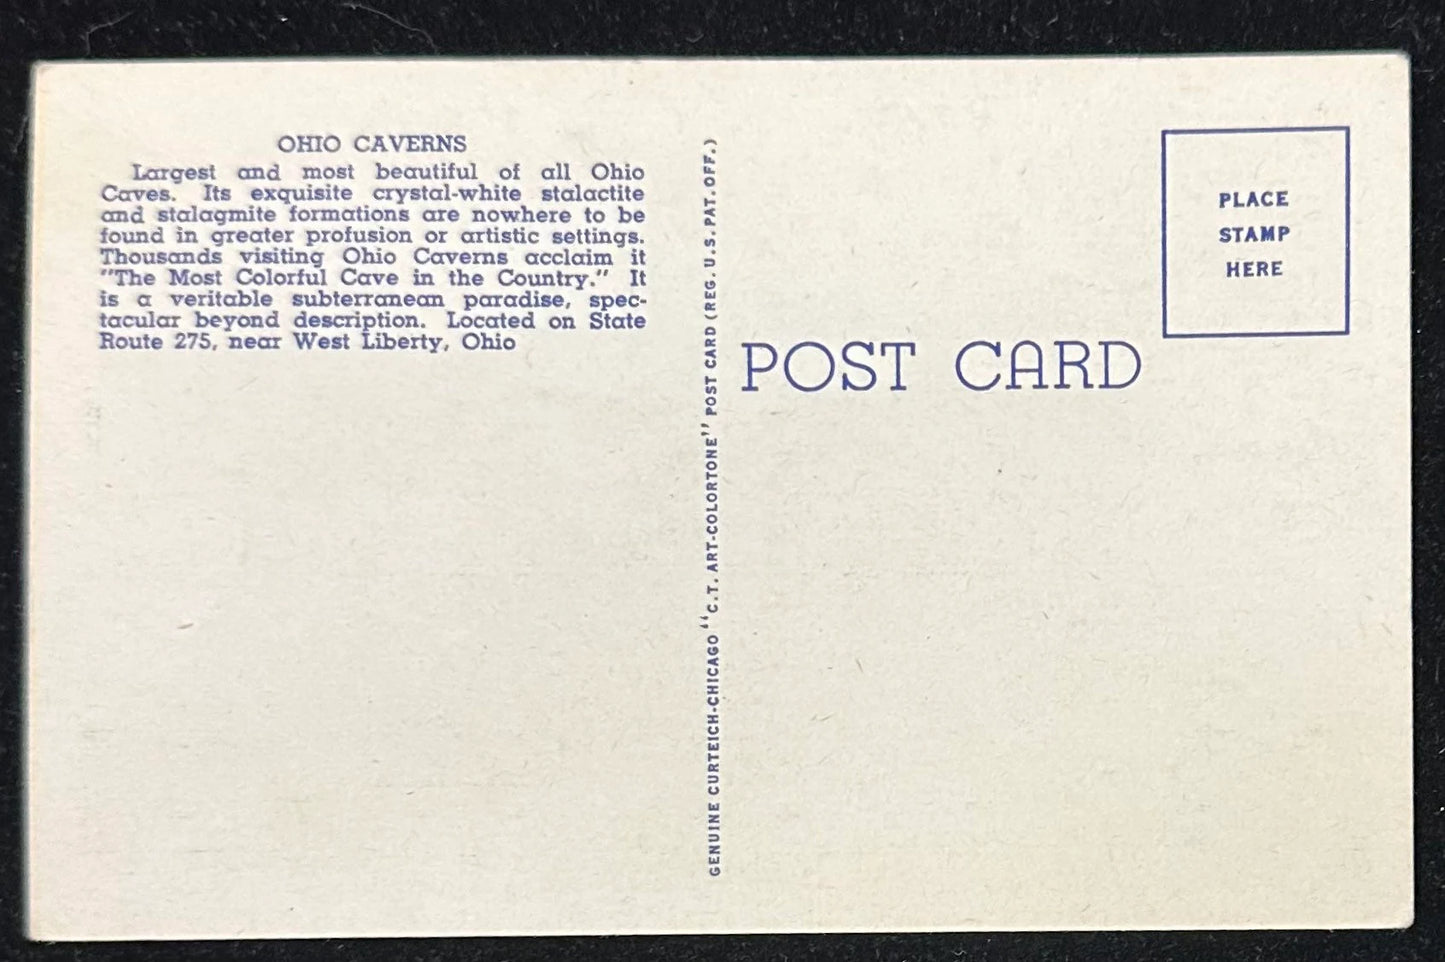 OHIO CAVERNS
Largest and most beautiful of all Ohio
Caves. Its exquisite crystal-white stalactite
and stalagmite formations are nowhere to be
found in greater profusion or artistic settings.
Thousands visiting Ohio Caverns acclaim it
"The Most Colorful Cave in the Country." It
is a veritable subterranean paradise, spec-
tacular beyond description. Located on State
Route 275, near West Liberty, Ohio
GENUINE CURTEICH-CHICAGO "C.T. ART-COLORTONE" POST CARD (REG. U.S. PAT. OFF.)
POST CARD
PLACE
STAMP
HERE